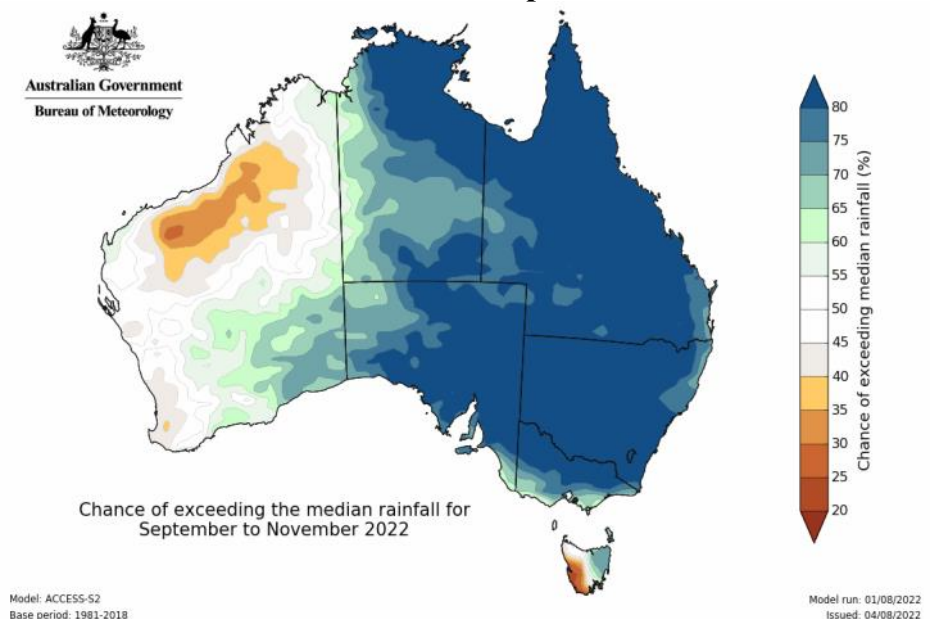 Australian Government
Bureau of Meteorology
80
75
70
65
60
55
50
45
40
35
30
25
20
Chance of exceeding median rainfall (%)
Chance of exceeding the median rainfall for
September to November 2022
Model: ACCESS-S2
Base period: 1981-2018
Model run: 01/08/2022
Issued: 04/08/2022